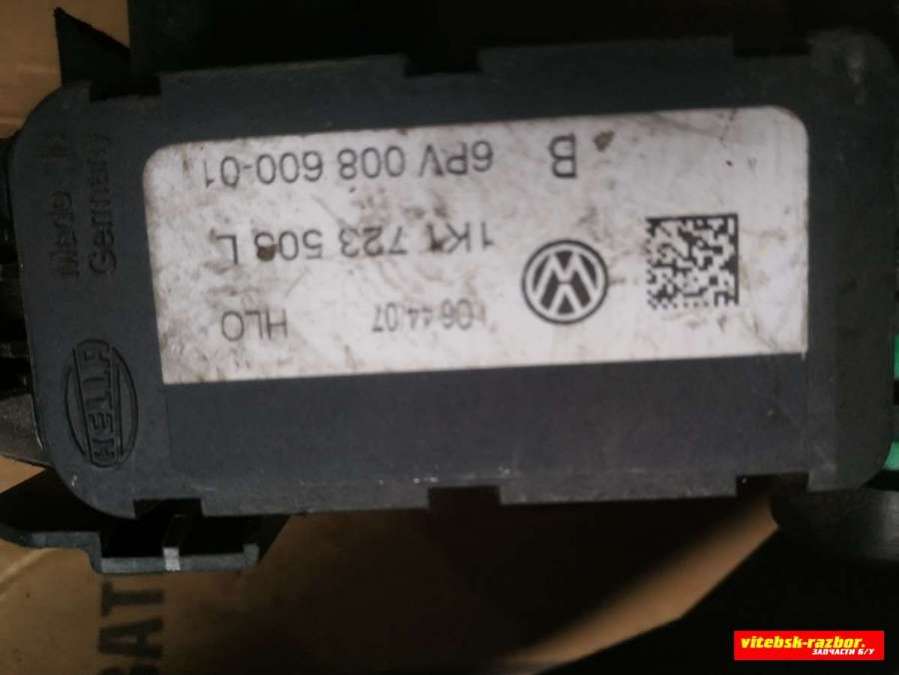 6PV 008 600-01 B
1K1 723 503 L
06 44 07
HLO
Made in
Germany
HELLA
vitebsk-razbor.
ЗАПЧАСТИ Б/У